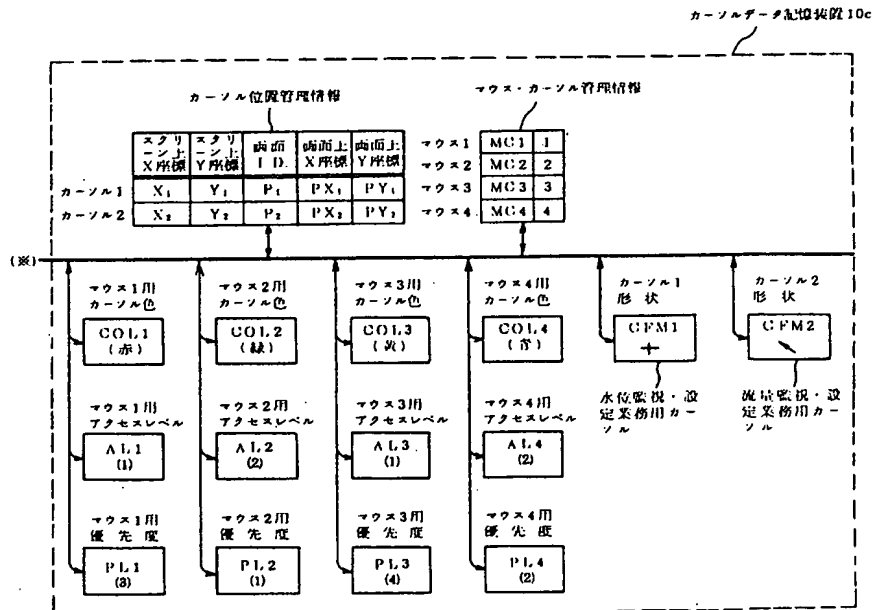 カーソルデータ記憶装置10c
カーソル位置管理情報
マウス・カーソル管理情報
スクリーン上X座標 スクリーン上Y座標 画面I.D. 画面上X座標 画面上Y座標
カーソル1 X₁ Y₁ P₁ PX₁ PY₁
カーソル2 X₂ Y₂ P₂ PX₂ PY₂
マウス1 MC1 1
マウス2 MC2 2
マウス3 MC3 3
マウス4 MC4 4
(※)
マウス1用
カーソル色
COL1
(赤)
マウス2用
カーソル色
COL2
(緑)
マウス3用
カーソル色
COL3
(黄)
マウス4用
カーソル色
COL4
(青)
カーソル1
形状
CFM1
水位監視・設
定業務用カー
ソル
カーソル2
形状
CFM2
流量監視・設
定業務用カー
ソル
マウス1用
アクセスレベル
AL1
(1)
マウス2用
アクセスレベル
AL2
(2)
マウス3用
アクセスレベル
AL3
(1)
マウス4用
アクセスレベル
AL4
(2)
マウス1用
優先度
PL1
(3)
マウス2用
優先度
PL2
(1)
マウス3用
優先度
PL3
(4)
マウス4用
優先度
PL4
(2)